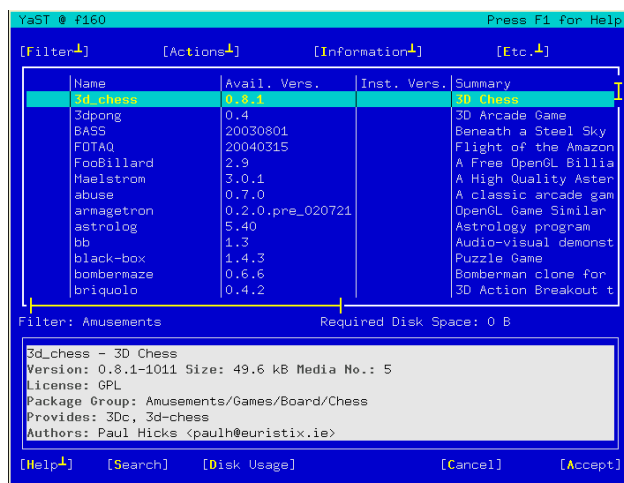 YaST @ f160 Press F1 for Help
[Filter┴] [Actions┴] [Information┴] [Etc.┴]
Name Avail. Vers. Inst. Vers. Summary
3d_chess 0.8.1 3D Chess
3dpong 0.4 3D Arcade Game
BASS 20030801 Beneath a Steel Sky
FOTAQ 20040315 Flight of the Amazon
FooBillard 2.9 A Free OpenGL Billia
Maelstrom 3.0.1 A High Quality Aster
abuse 0.7.0 A classic arcade gam
armagetron 0.2.0.pre_020721 OpenGL Game Similar
astrolog 5.40 Astrology program
bb 1.3 Audio-visual demonst
black-box 1.4.3 Puzzle Game
bombermaze 0.6.6 Bomberman clone for
briquolo 0.4.2 3D Action Breakout t
Filter: Amusements Required Disk Space: 0 B
3d_chess - 3D Chess
Version: 0.8.1-1011 Size: 49.6 kB Media No.: 5
License: GPL
Package Group: Amusements/Games/Board/Chess
Provides: 3Dc, 3d-chess
Authors: Paul Hicks <paulh@euristix.ie>
[Help┴] [Search] [Disk Usage] [Cancel] [Accept]